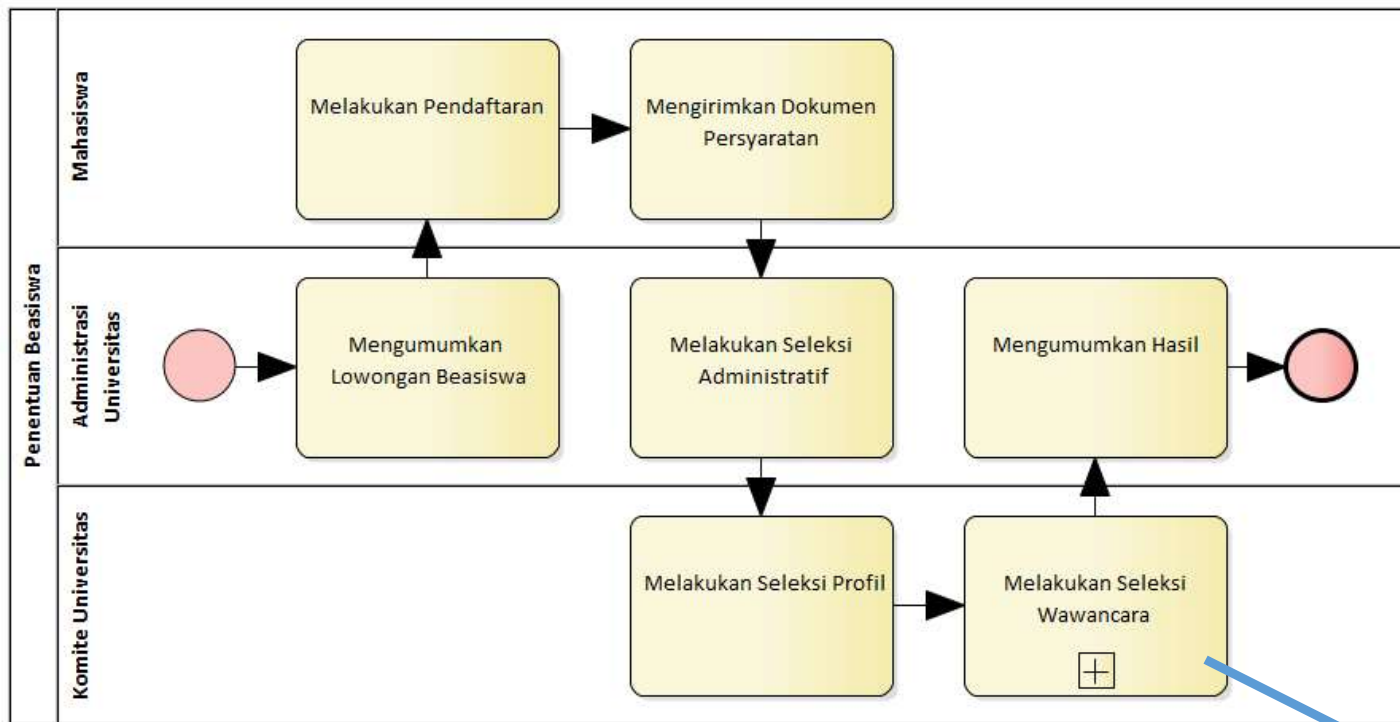 Penentuan Beasiswa
Mahasiswa
Melakukan Pendaftaran
Mengirimkan Dokumen
Persyaratan
Administrasi
Universitas
Mengumumkan
Lowongan Beasiswa
Melakukan Seleksi
Administratif
Mengumumkan Hasil
Komite Universitas
Melakukan Seleksi Profil
Melakukan Seleksi
Wawancara